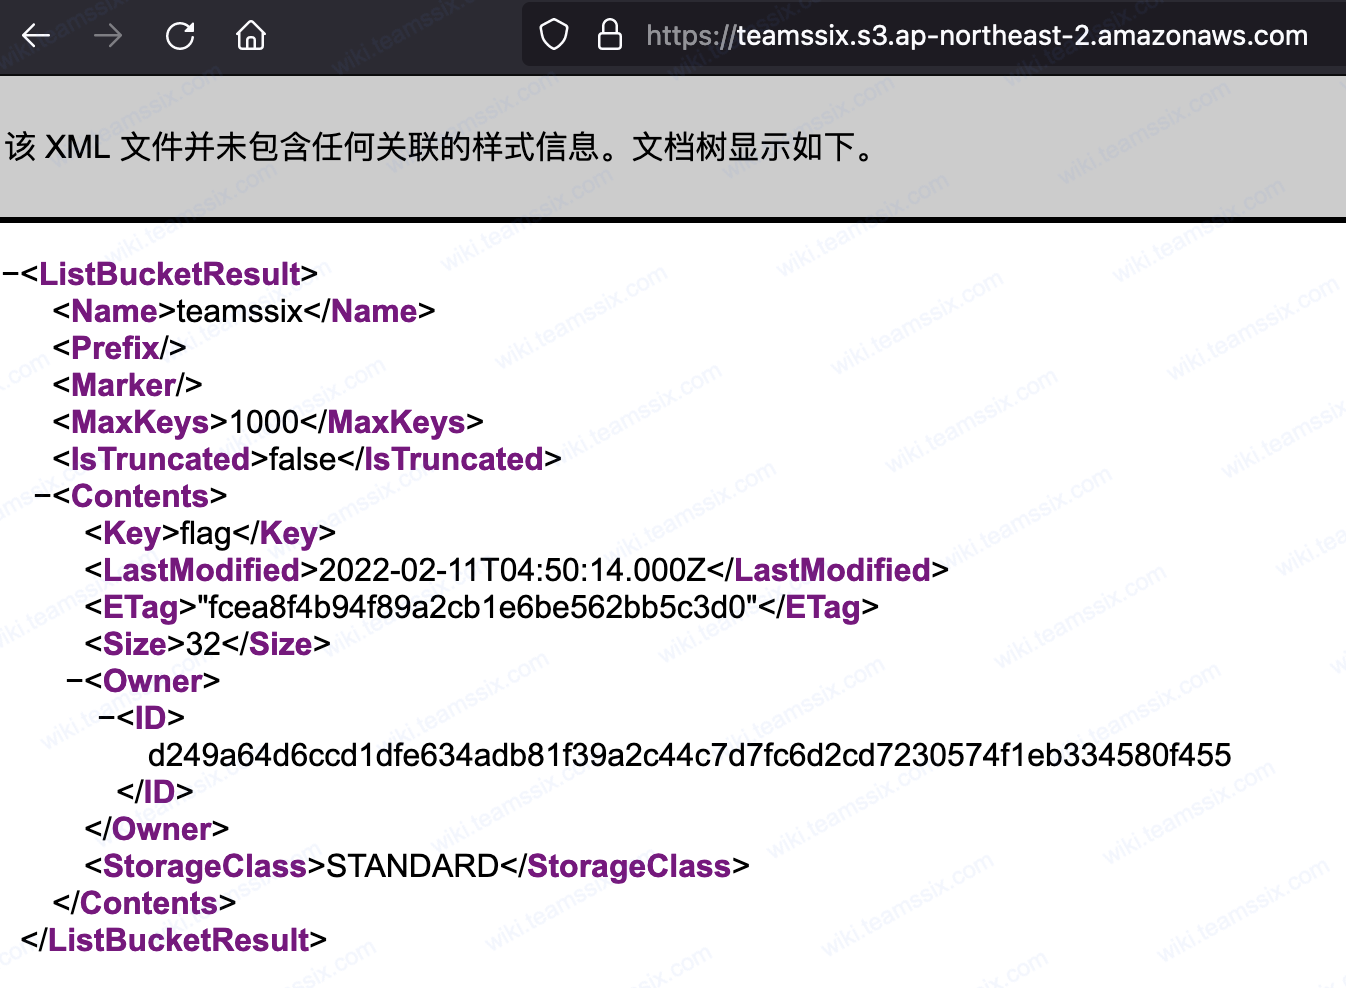 https://teamssix.s3.ap-northeast-2.amazonaws.com
该 XML 文件并未包含任何关联的样式信息。文档树显示如下。
−<ListBucketResult>
<Name>teamssix</Name>
<Prefix/>
<Marker/>
<MaxKeys>1000</MaxKeys>
<IsTruncated>false</IsTruncated>
−<Contents>
<Key>flag</Key>
<LastModified>2022-02-11T04:50:14.000Z</LastModified>
<ETag>"fcea8f4b94f89a2cb1e6be562bb5c3d0"</ETag>
<Size>32</Size>
−<Owner>
−<ID>
d249a64d6ccd1dfe634adb81f39a2c44c7d7fc6d2cd7230574f1eb334580f455
</ID>
</Owner>
<StorageClass>STANDARD</StorageClass>
</Contents>
</ListBucketResult>
wiki.teamssix.com